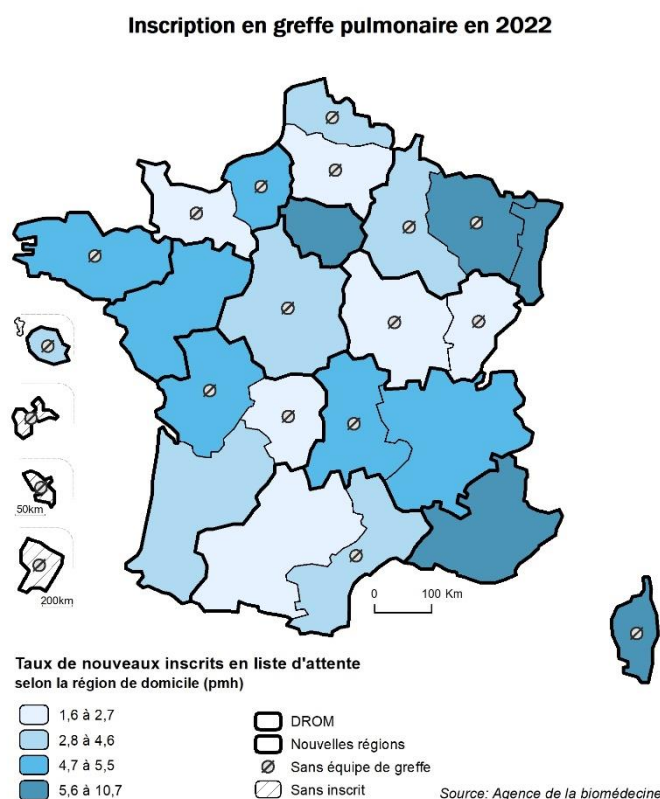 Inscription en greffe pulmonaire en 2022
50km
200km
0 100 Km
Taux de nouveaux inscrits en liste d'attente
selon la région de domicile (pmh)
1,6 à 2,7
2,8 à 4,6
4,7 à 5,5
5,6 à 10,7
DROM
Nouvelles régions
Sans équipe de greffe
Sans inscrit
Source: Agence de la biomédecine